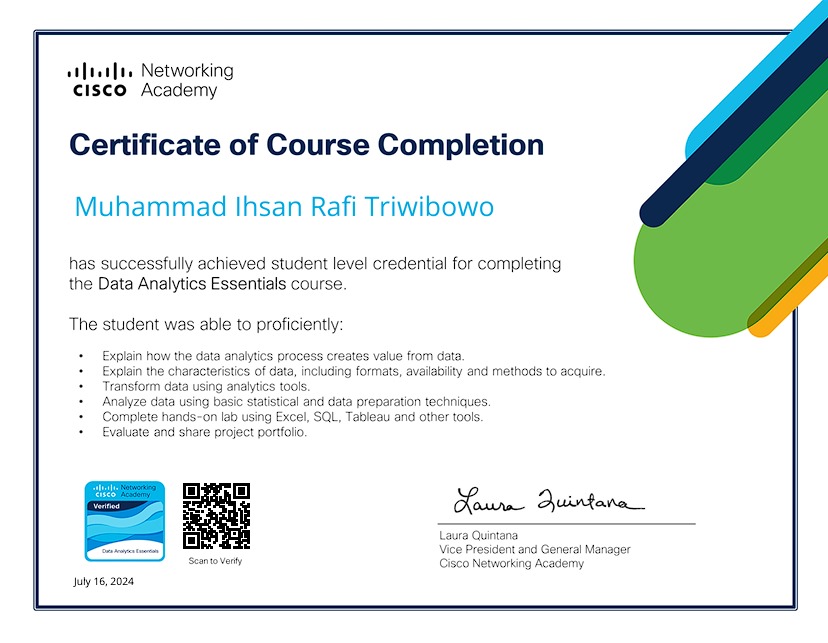 CISCO
Networking
Academy
Certificate of Course Completion
Muhammad Ihsan Rafi Triwibowo
has successfully achieved student level credential for completing
the Data Analytics Essentials course.
The student was able to proficiently:
• Explain how the data analytics process creates value from data.
• Explain the characteristics of data, including formats, availability and methods to acquire.
• Transform data using analytics tools.
• Analyze data using basic statistical and data preparation techniques.
• Complete hands-on lab using Excel, SQL, Tableau and other tools.
• Evaluate and share project portfolio.
CISCO
Networking
Academy
Verified
Data Analytics Essentials
Scan to Verify
July 16, 2024
Laura Quintana
Laura Quintana
Vice President and General Manager
Cisco Networking Academy